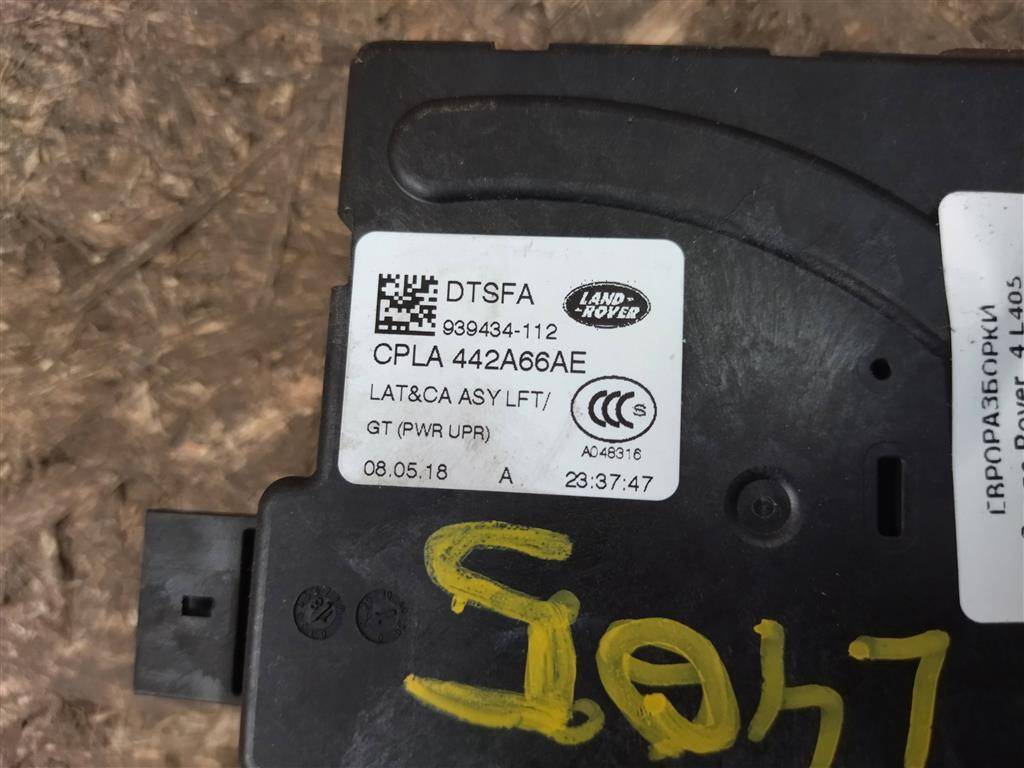 DTSFA
LAND-
-ROVER
939434-112
CPLA 442A66AE
LAT&CA ASY LFT/
GT (PWR UPR)
CCC S
A048316
08.05.18 A 23:37:47
ЕВРОРАЗБОРКИ
Rover 4 L405
L405